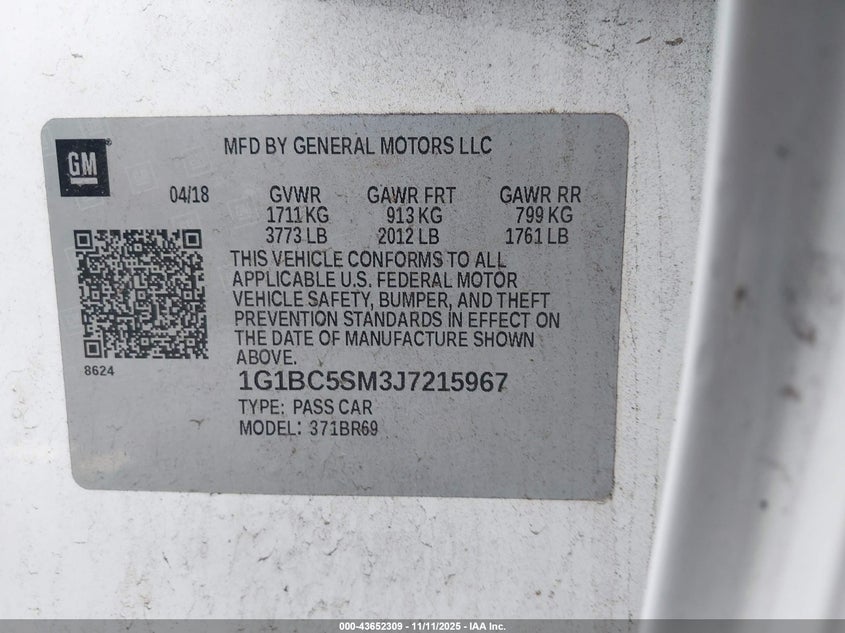 GM
MFD BY GENERAL MOTORS LLC
04/18 GVWR GAWR FRT GAWR RR
1711 KG 913 KG 799 KG
3773 LB 2012 LB 1761 LB
THIS VEHICLE CONFORMS TO ALL
APPLICABLE U.S. FEDERAL MOTOR
VEHICLE SAFETY, BUMPER, AND THEFT
PREVENTION STANDARDS IN EFFECT ON
THE DATE OF MANUFACTURE SHOWN
ABOVE.
8624
1G1BC5SM3J7215967
TYPE: PASS CAR
MODEL: 371BR69
000-43652309 - 11/11/2025 - IAA Inc.